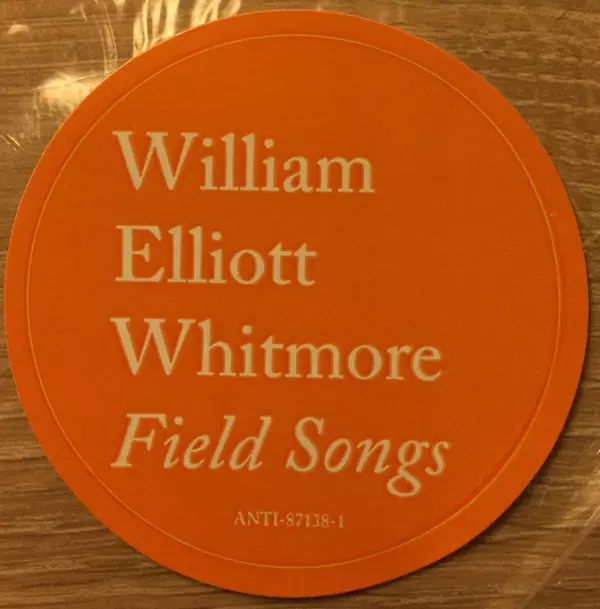 William
Elliott
Whitmore
Field Songs
ANTI-87138-1